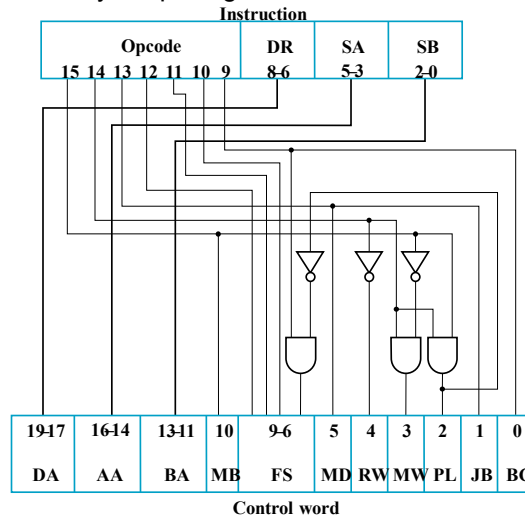 Instruction
Opcode DR SA SB
15 14 13 12 11 10 9 8–6 5–3 2–0
19–17 16–14 13–11 10 9–6 5 4 3 2 1 0
DA AA BA MB FS MD RW MW PL JB BC
Control word